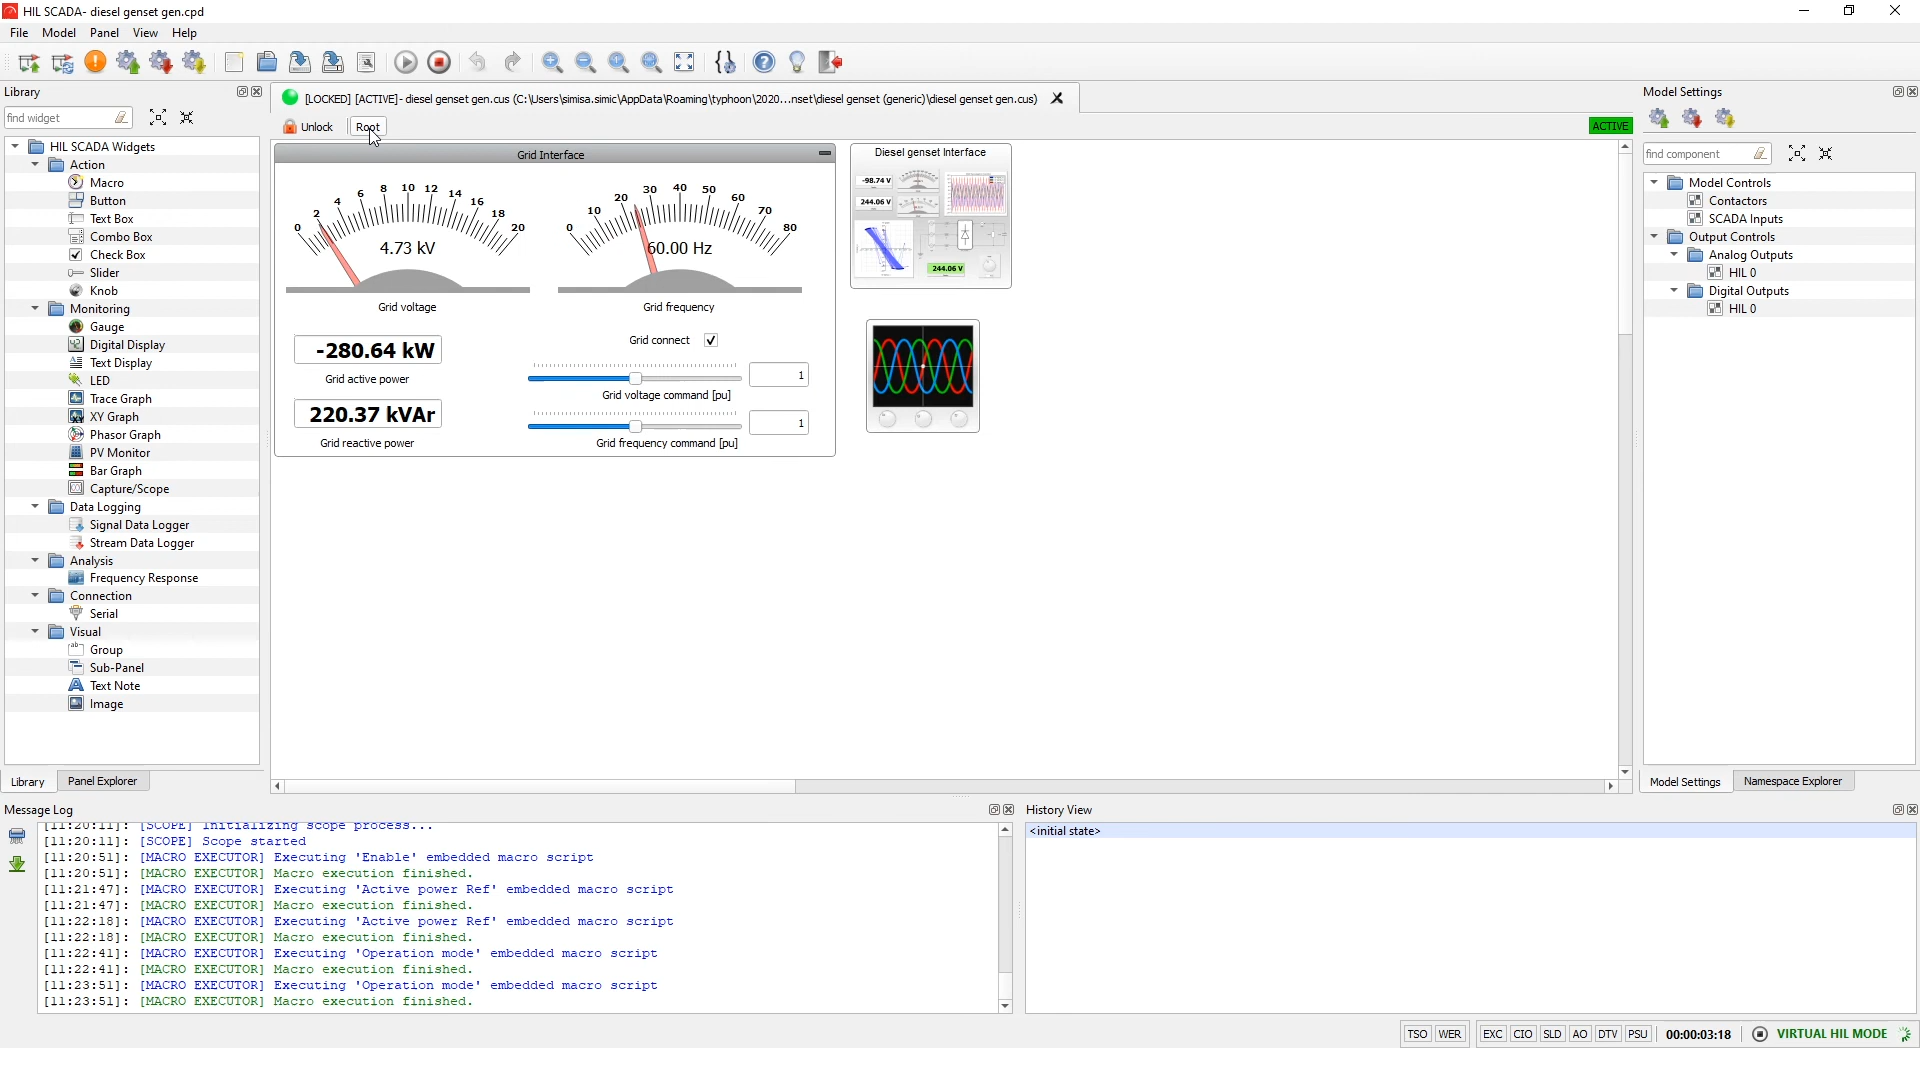 HIL SCADA- diesel genset gen.cpd
File Model Panel View Help
Library
find widget
HIL SCADA Widgets
Action
Macro
Button
Text Box
Combo Box
Check Box
Slider
Knob
Monitoring
Gauge
Digital Display
Text Display
LED
Trace Graph
XY Graph
Phasor Graph
PV Monitor
Bar Graph
Capture/Scope
Data Logging
Signal Data Logger
Stream Data Logger
Analysis
Frequency Response
Connection
Serial
Visual
Group
Sub-Panel
Text Note
Image
Library Panel Explorer
[LOCKED] [ACTIVE]- diesel genset gen.cus (C:\Users\simisa.simic\AppData\Roaming\typhoon\2020...nset\diesel genset (generic)\diesel genset gen.cus)
Unlock Root ACTIVE
Grid Interface
0 2 4 6 8 10 12 14 16 18 20
4.73 kV
Grid voltage
0 10 20 30 40 50 60 70 80
60.00 Hz
Grid frequency
-280.64 kW
Grid active power
220.37 kVAr
Grid reactive power
Grid connect
1
Grid voltage command [pu]
1
Grid frequency command [pu]
Diesel genset Interface
-98.74 V
244.06 V
244.06 V
Model Settings
find component
Model Controls
Contactors
SCADA Inputs
Output Controls
Analog Outputs
HIL 0
Digital Outputs
HIL 0
Model Settings Namespace Explorer
Message Log
[11:20:11]: [SCOPE] Initializing scope process...
[11:20:11]: [SCOPE] Scope started
[11:20:51]: [MACRO EXECUTOR] Executing 'Enable' embedded macro script
[11:20:51]: [MACRO EXECUTOR] Macro execution finished.
[11:21:47]: [MACRO EXECUTOR] Executing 'Active power Ref' embedded macro script
[11:21:47]: [MACRO EXECUTOR] Macro execution finished.
[11:22:18]: [MACRO EXECUTOR] Executing 'Active power Ref' embedded macro script
[11:22:18]: [MACRO EXECUTOR] Macro execution finished.
[11:22:41]: [MACRO EXECUTOR] Executing 'Operation mode' embedded macro script
[11:22:41]: [MACRO EXECUTOR] Macro execution finished.
[11:23:51]: [MACRO EXECUTOR] Executing 'Operation mode' embedded macro script
[11:23:51]: [MACRO EXECUTOR] Macro execution finished.
History View
<initial state>
TSO WER EXC CIO SLD AO DTV PSU 00:00:03:18 VIRTUAL HIL MODE